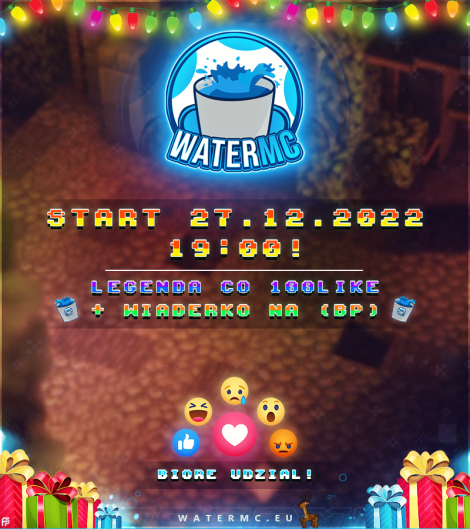 WATERMC
START 27.12.2022
19:00!
LEGENDA CO 100LIKE
+ WIADERKO NA (BP)
BIORE UDZIAL!
WATERMC.EU